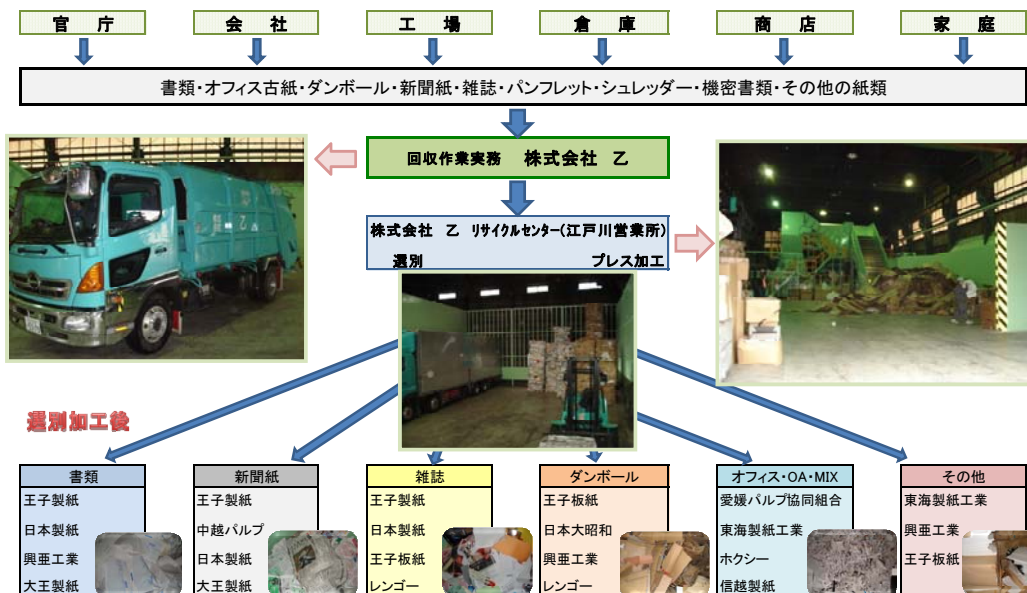 官　庁
会　社
工　場
倉　庫
商　店
家　庭
書類・オフィス古紙・ダンボール・新聞紙・雑誌・パンフレット・シュレッダー・機密書類・その他の紙類
回収作業実務　株式会社　乙
株式会社　乙　リサイクルセンター(江戸川営業所)
選別　プレス加工
選別加工後
書類
王子製紙
日本製紙
興亜工業
大王製紙
新聞紙
王子製紙
中越パルプ
日本製紙
大王製紙
雑誌
王子製紙
日本製紙
王子板紙
レンゴー
ダンボール
王子板紙
日本大昭和
興亜工業
レンゴー
オフィス・OA・MIX
愛媛パルプ協同組合
東海製紙工業
ホクシー
信越製紙
その他
東海製紙工業
興亜工業
王子板紙